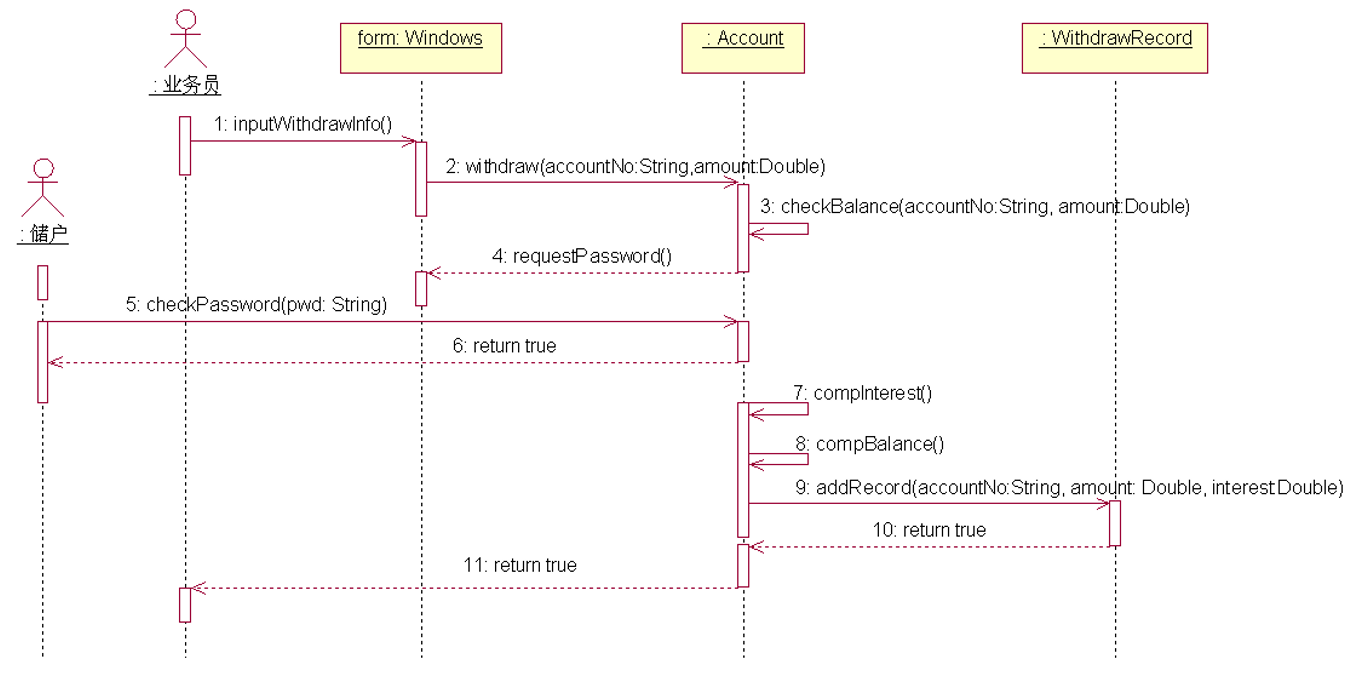 form: Windows
: Account
: WithdrawRecord
: 业务员
1: inputWithdrawInfo()
2: withdraw(accountNo:String,amount:Double)
3: checkBalance(accountNo:String, amount:Double)
: 储户
4: requestPassword()
5: checkPassword(pwd: String)
6: return true
7: compInterest()
8: compBalance()
9: addRecord(accountNo:String, amount: Double, interest:Double)
10: return true
11: return true